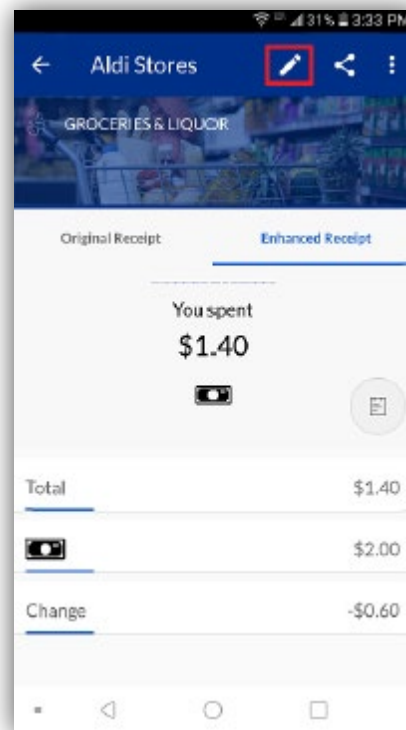 31% 3:33 PM
Aldi Stores
GROCERIES & LIQUOR
Original Receipt Enhanced Receipt
You spent
$1.40
Total $1.40
$2.00
Change -$0.60